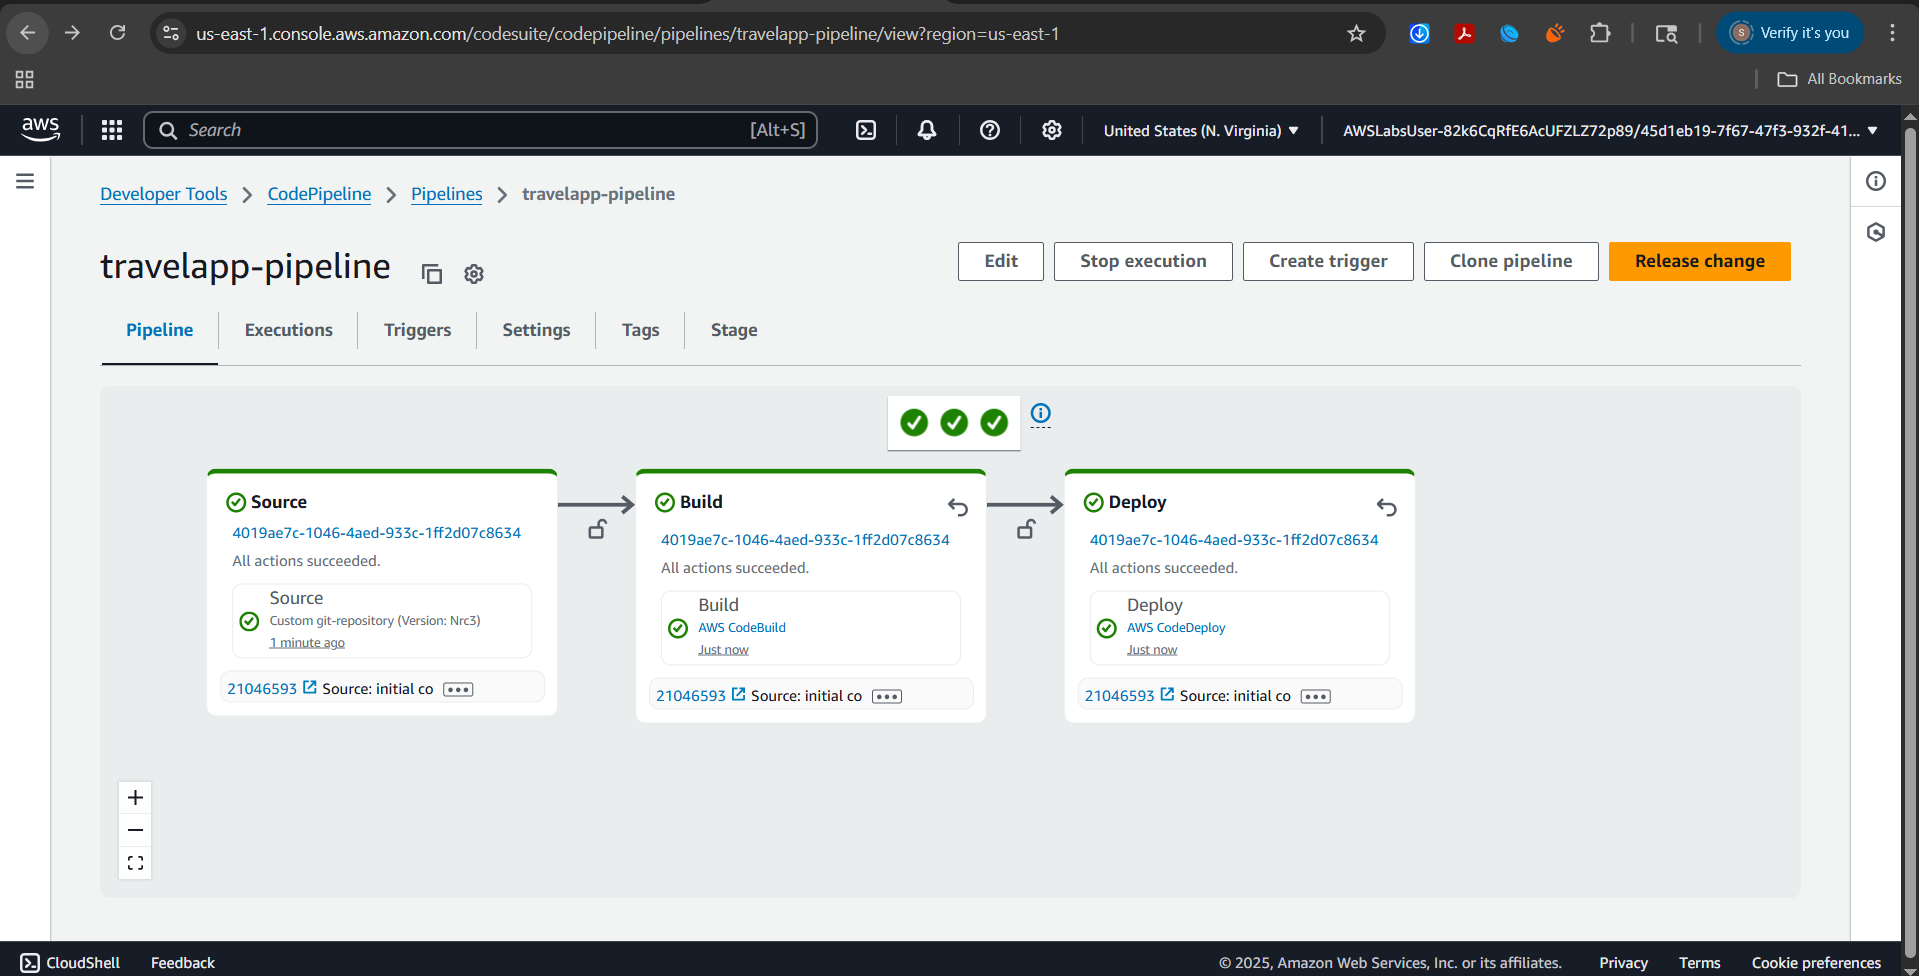 us-east-1.console.aws.amazon.com/codesuite/codepipeline/pipelines/travelapp-pipeline/view?region=us-east-1
S Verify it's you
All Bookmarks
aws Search [Alt+S] United States (N. Virginia) AWSLabsUser-82k6CqRfE6AcUFZLZ72p89/45d1eb19-7f67-47f3-932f-41...
Developer Tools CodePipeline Pipelines travelapp-pipeline
travelapp-pipeline
Edit Stop execution Create trigger Clone pipeline Release change
Pipeline Executions Triggers Settings Tags Stage
Source
4019ae7c-1046-4aed-933c-1ff2d07c8634
All actions succeeded.
Source
Custom git-repository (Version: Nrc3)
1 minute ago
21046593 Source: initial co
Build
4019ae7c-1046-4aed-933c-1ff2d07c8634
All actions succeeded.
Build
AWS CodeBuild
Just now
21046593 Source: initial co
Deploy
4019ae7c-1046-4aed-933c-1ff2d07c8634
All actions succeeded.
Deploy
AWS CodeDeploy
Just now
21046593 Source: initial co
CloudShell Feedback © 2025, Amazon Web Services, Inc. or its affiliates. Privacy Terms Cookie preferences